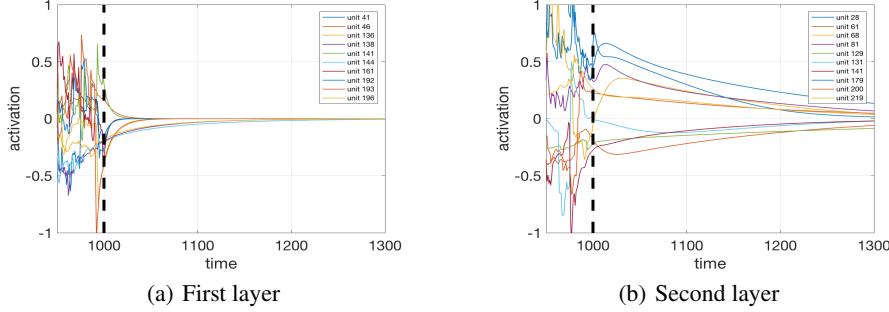 1
0.5
0
-0.5
-1
activation
1000
1100
1200
1300
time
unit 41
unit 46
unit 136
unit 138
unit 141
unit 144
unit 161
unit 192
unit 193
unit 196
(a) First layer
1
0.5
0
-0.5
-1
activation
1000
1100
1200
1300
time
unit 28
unit 61
unit 68
unit 81
unit 129
unit 131
unit 141
unit 179
unit 200
unit 219
(b) Second layer